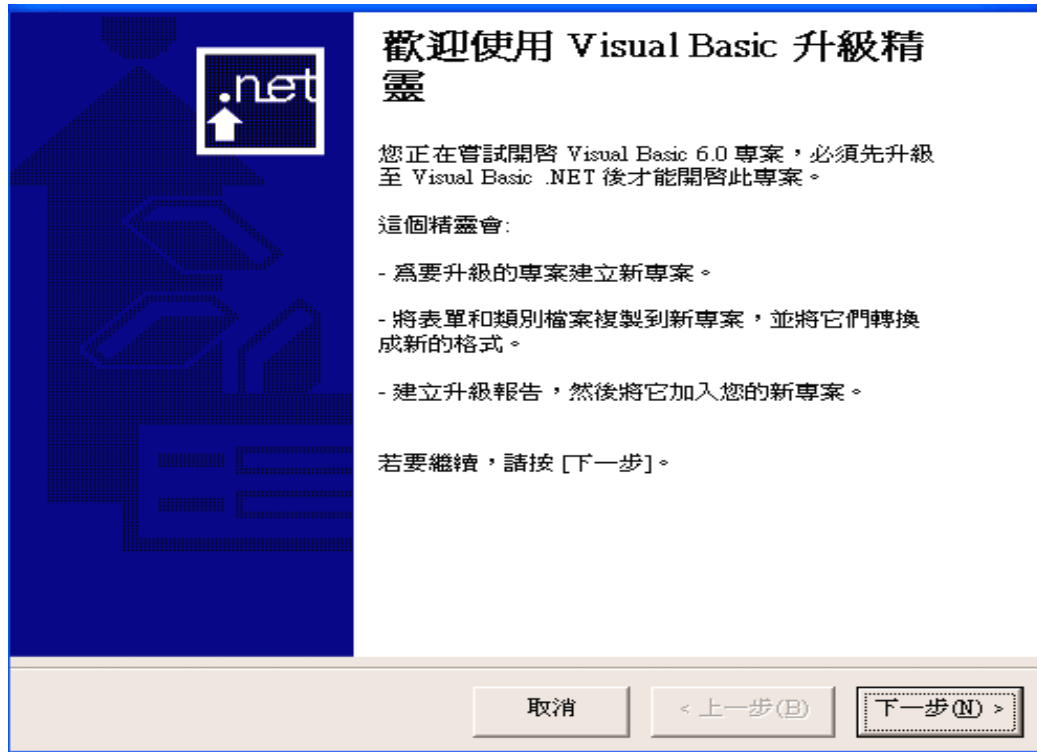 .net
歡迎使用 Visual Basic 升級精
靈
您正在嘗試開啓 Visual Basic 6.0 專案，必須先升級
至 Visual Basic .NET 後才能開啓此專案。
這個精靈會:
- 爲要升級的專案建立新專案。
- 將表單和類別檔案複製到新專案，並將它們轉換
成新的格式。
- 建立升級報告，然後將它加入您的新專案。
若要繼續，請按 [下一步]。
取消
< 上一步(B)
下一步(N) >